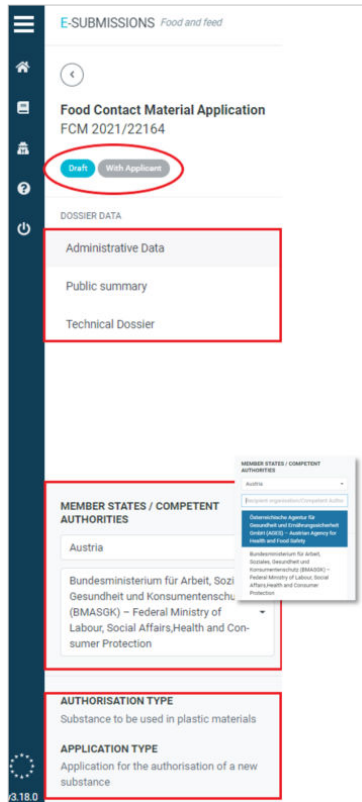 E-SUBMISSIONS Food and feed
Food Contact Material Application
FCM 2021/22164
Draft With Applicant
DOSSIER DATA
Administrative Data
Public summary
Technical Dossier
MEMBER STATES / COMPETENT
AUTHORITIES
Austria
Bundesministerium für Arbeit, Sozi
Gesundheit und Konsumentenschu
(BMASGK) – Federal Ministry of
Labour, Social Affairs,Health and Con-
sumer Protection
MEMBER STATES / COMPETENT
AUTHORITIES
Austria
Recipient organisation/Competent Autho
Österreichische Agentur für
Gesundheit und Ernährungssicherheit
GmbH (AGES) – Austrian Agency for
Health and Food Safety
Bundesministerium für Arbeit,
Soziales, Gesundheit und
Konsumentenschutz (BMASGK) –
Federal Ministry of Labour, Social
Affairs,Health and Consumer
Protection
AUTHORISATION TYPE
Substance to be used in plastic materials
APPLICATION TYPE
Application for the authorisation of a new
substance
v3.18.0